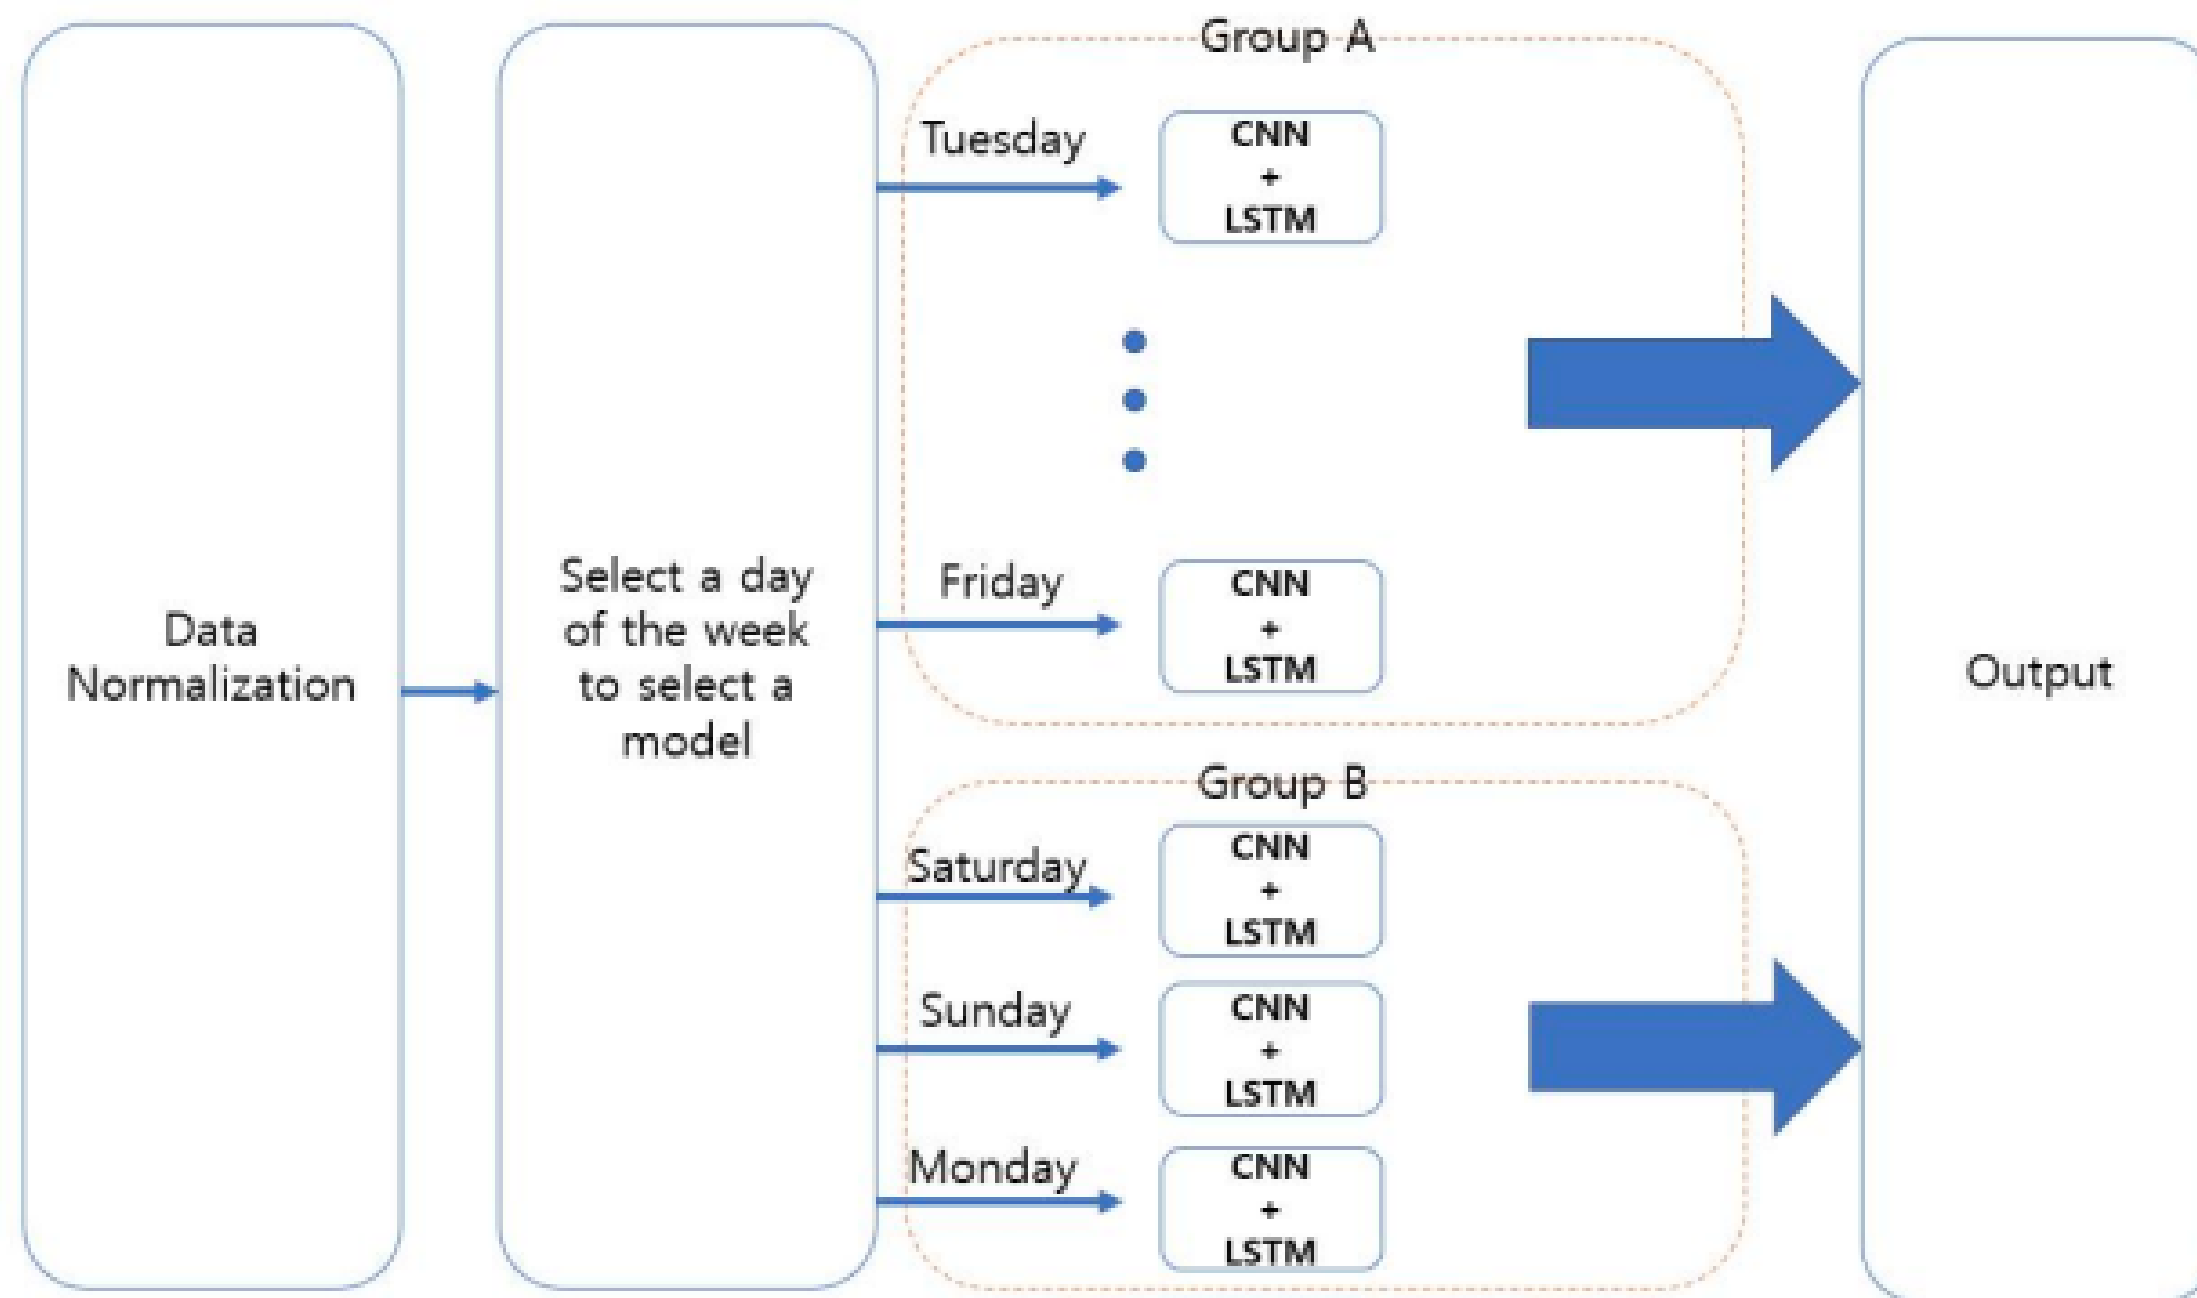 Data
Normalization
Select a day
of the week
to select a
model
Group A
Tuesday
CNN
+
LSTM
Friday
CNN
+
LSTM
Group B
Saturday
CNN
+
LSTM
Sunday
CNN
+
LSTM
Monday
CNN
+
LSTM
Output